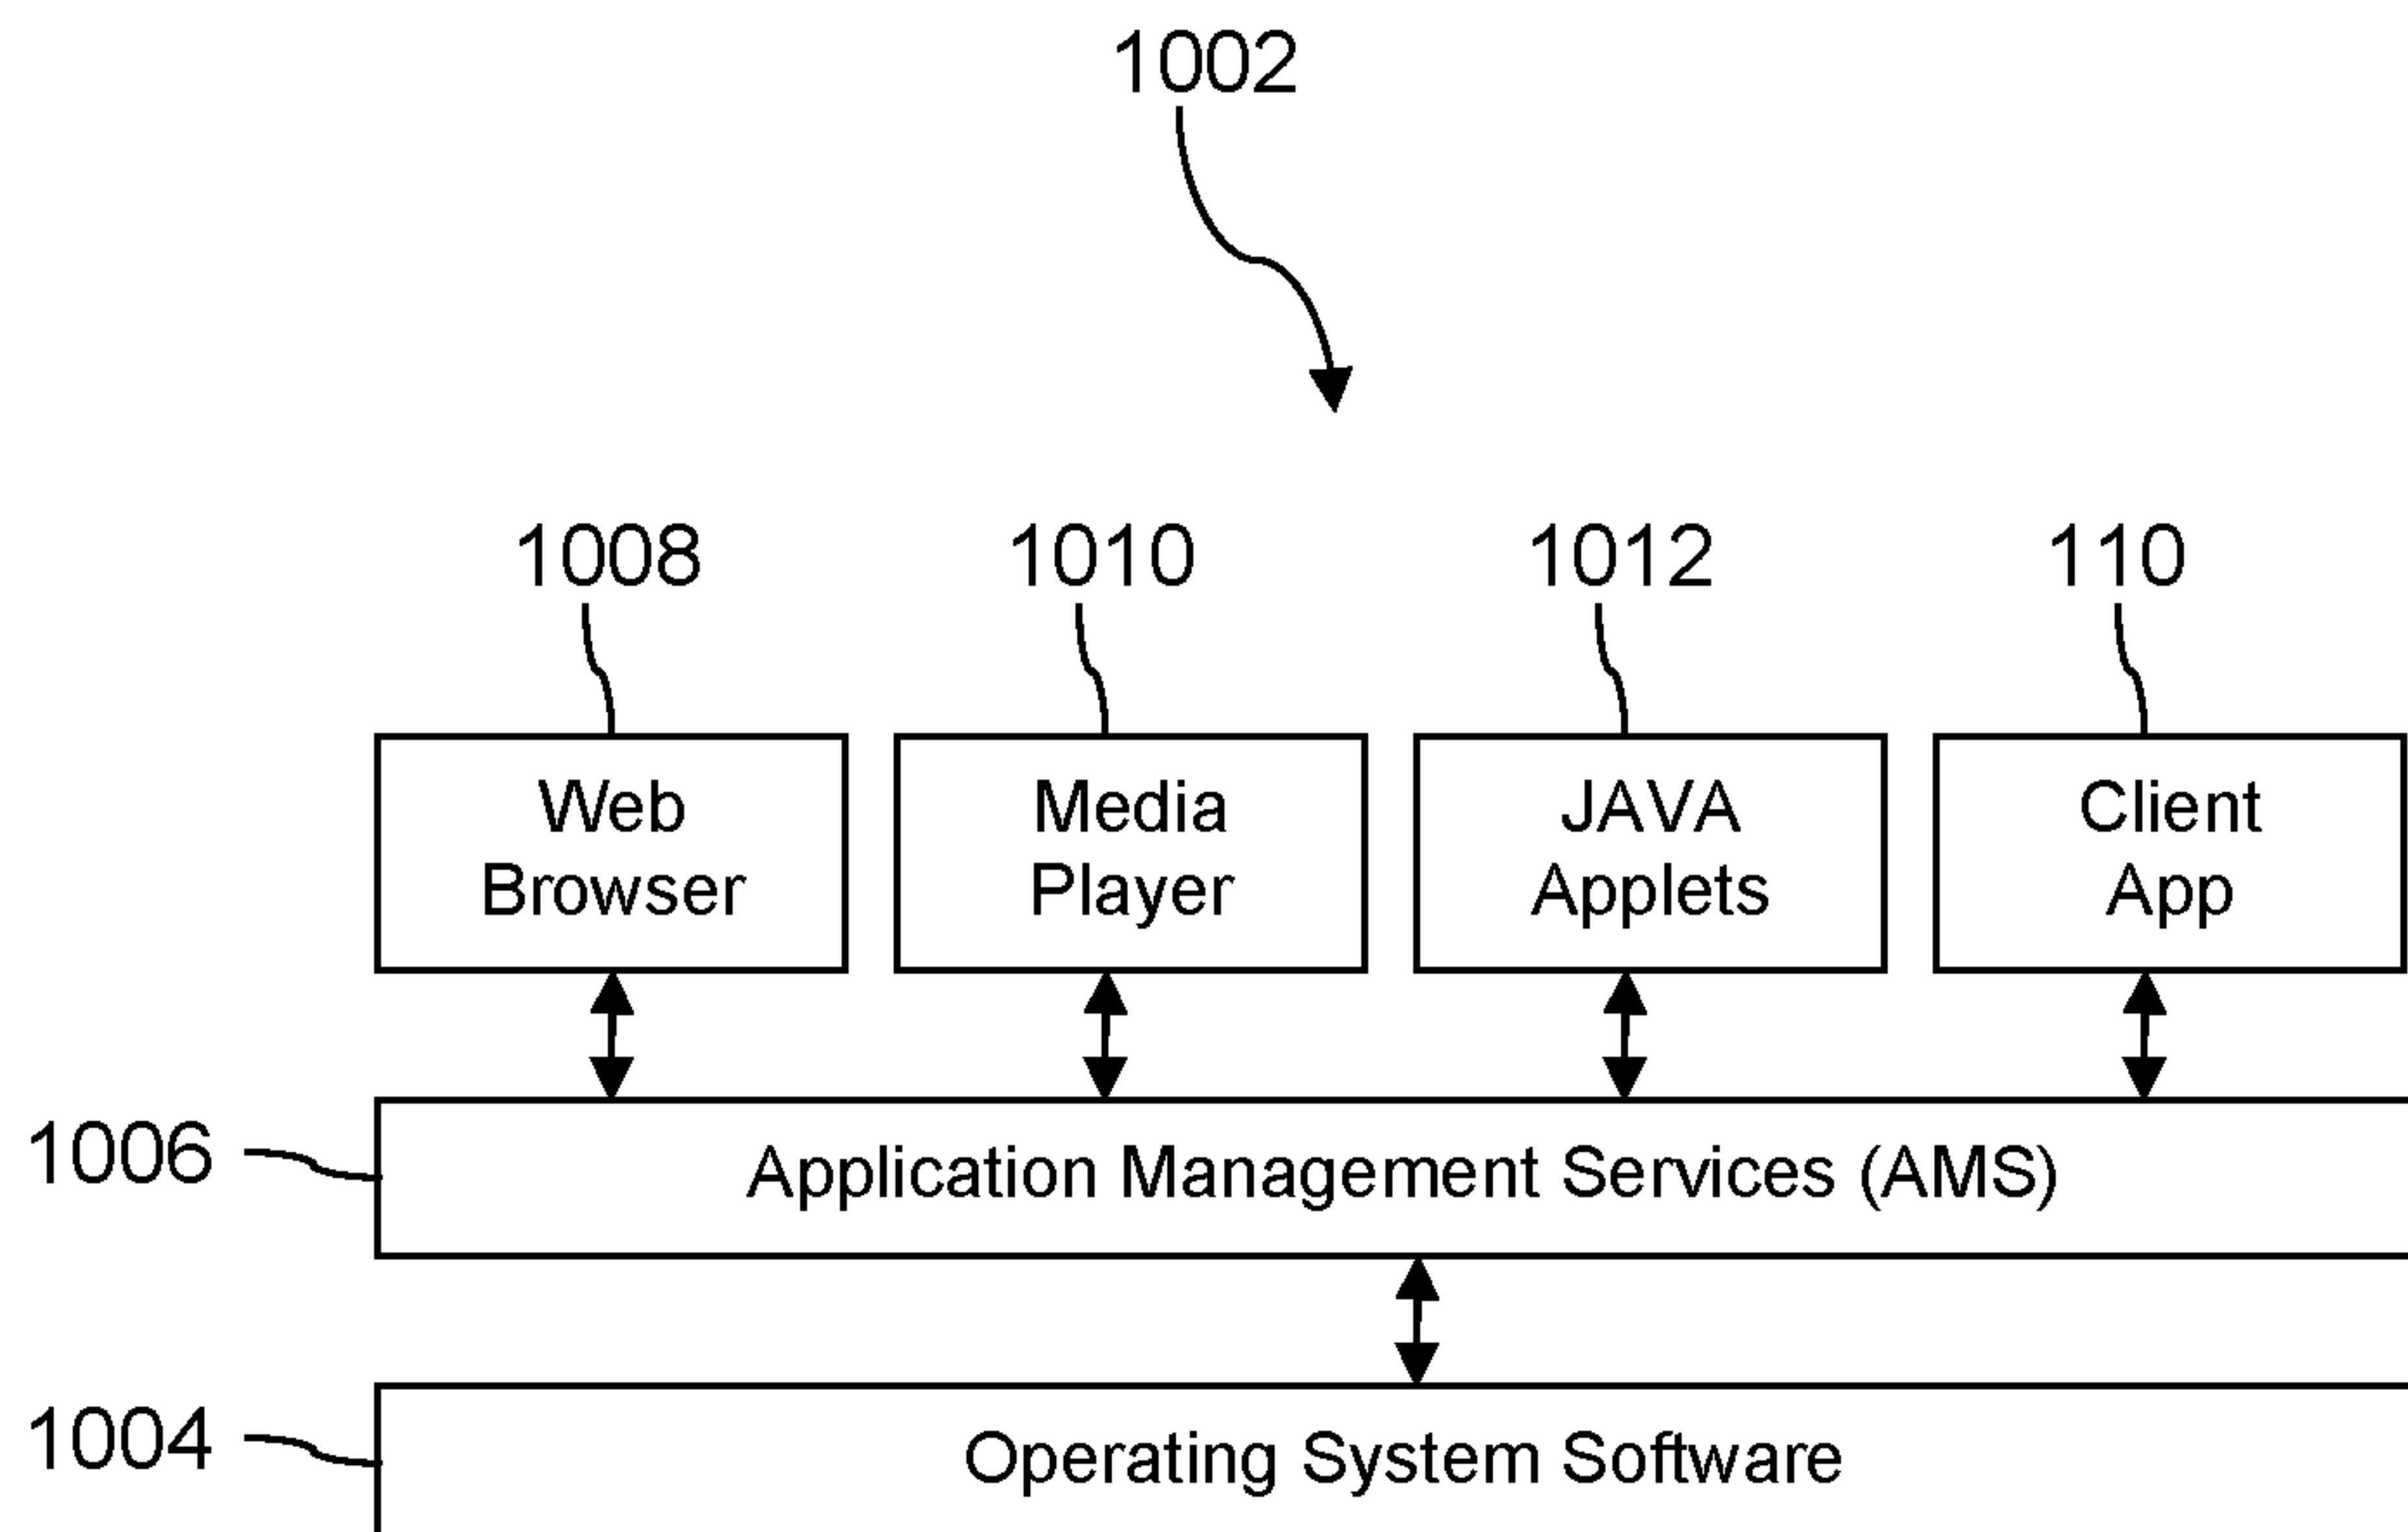 1002
1008
1010
1012
110
Web
Browser
Media
Player
JAVA
Applets
Client
App
1006
Application Management Services (AMS)
1004
Operating System Software